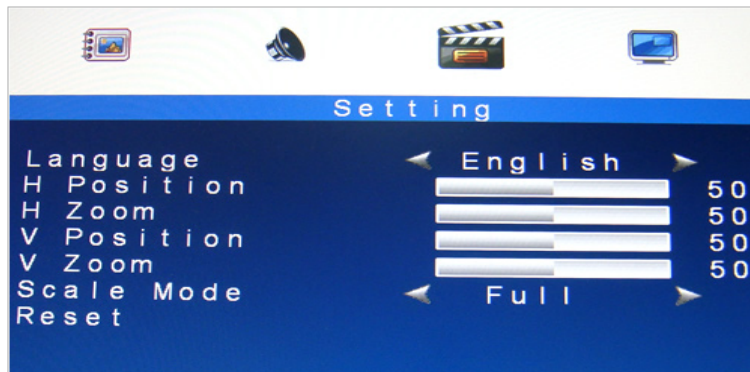 Setting
Language English
H Position 50
H Zoom 50
V Position 50
V Zoom 50
Scale Mode Full
Reset